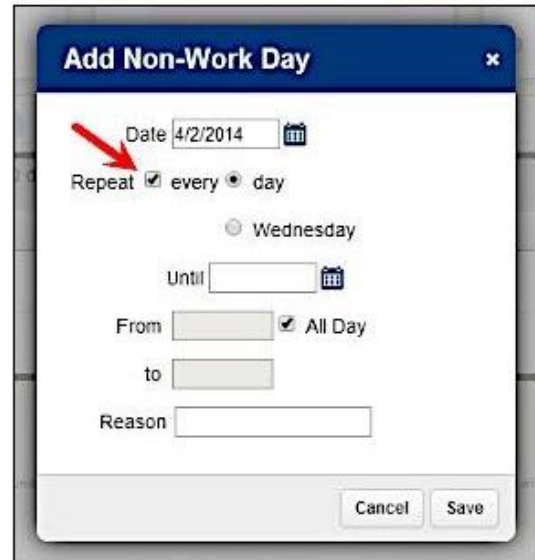 Add Non-Work Day ×
Date 4/2/2014
Repeat every day
Wednesday
Until
From All Day
to
Reason
Cancel Save